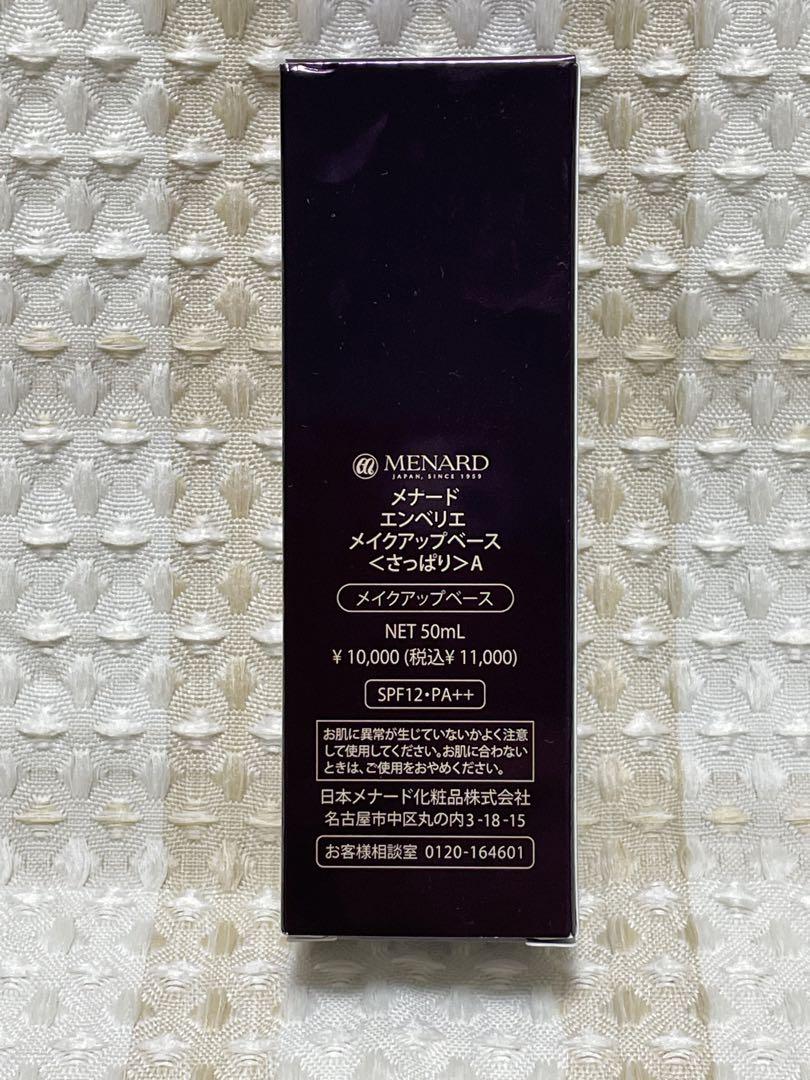 MENARD
JAPAN, SINCE 1959
メナード
エンベリエ
メイクアップベース
<さっぱり>A
メイクアップベース
NET 50mL
¥10,000 (税込¥11,000)
SPF12・PA++
お肌に異常が生じていないかよく注意
して使用してください。お肌に合わない
ときは、ご使用をおやめください。
日本メナード化粧品株式会社
名古屋市中区丸の内3-18-15
お客様相談室 0120-164601